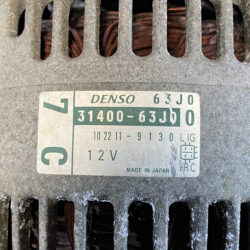 7 C
DENSO 63J0
31400-63J00
102211-9130 LIG
12V
MADE IN JAPAN